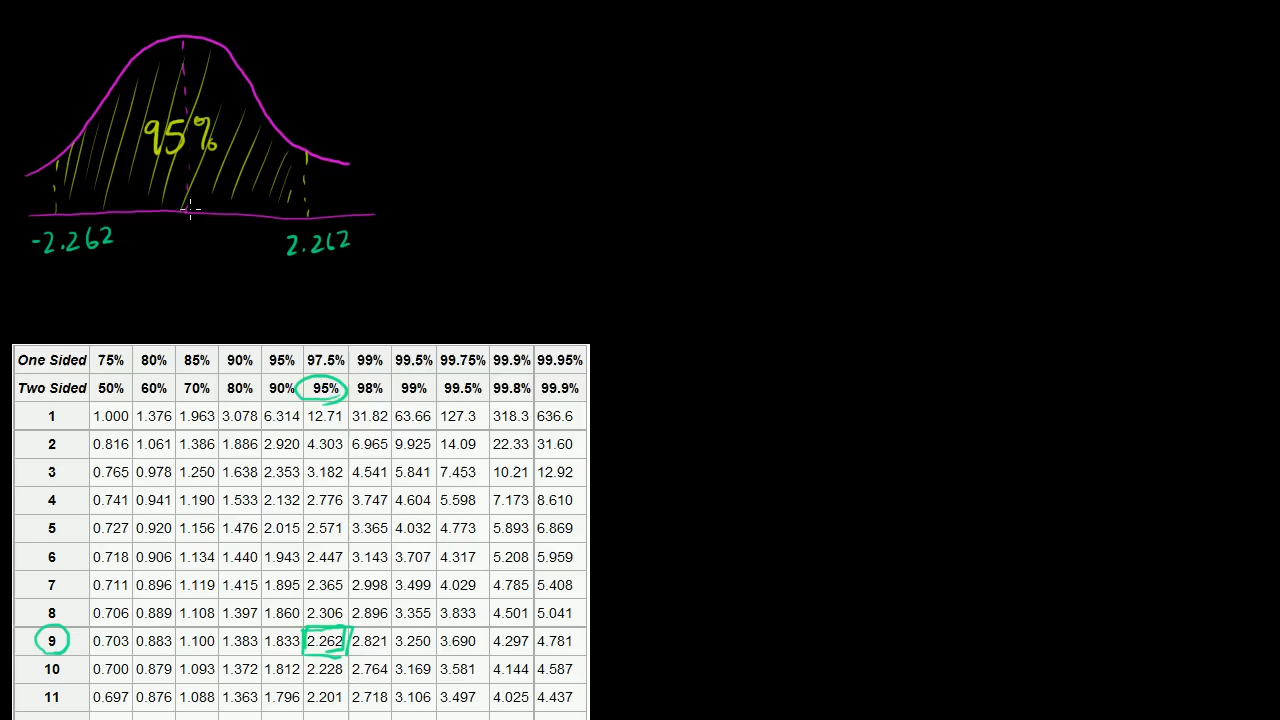 95%
-2.262 2.262
One Sided 75% 80% 85% 90% 95% 97.5% 99% 99.5% 99.75% 99.9% 99.95%
Two Sided 50% 60% 70% 80% 90% 95% 98% 99% 99.5% 99.8% 99.9%
1 1.000 1.376 1.963 3.078 6.314 12.71 31.82 63.66 127.3 318.3 636.6
2 0.816 1.061 1.386 1.886 2.920 4.303 6.965 9.925 14.09 22.33 31.60
3 0.765 0.978 1.250 1.638 2.353 3.182 4.541 5.841 7.453 10.21 12.92
4 0.741 0.941 1.190 1.533 2.132 2.776 3.747 4.604 5.598 7.173 8.610
5 0.727 0.920 1.156 1.476 2.015 2.571 3.365 4.032 4.773 5.893 6.869
6 0.718 0.906 1.134 1.440 1.943 2.447 3.143 3.707 4.317 5.208 5.959
7 0.711 0.896 1.119 1.415 1.895 2.365 2.998 3.499 4.029 4.785 5.408
8 0.706 0.889 1.108 1.397 1.860 2.306 2.896 3.355 3.833 4.501 5.041
9 0.703 0.883 1.100 1.383 1.833 2.262 2.821 3.250 3.690 4.297 4.781
10 0.700 0.879 1.093 1.372 1.812 2.228 2.764 3.169 3.581 4.144 4.587
11 0.697 0.876 1.088 1.363 1.796 2.201 2.718 3.106 3.497 4.025 4.437